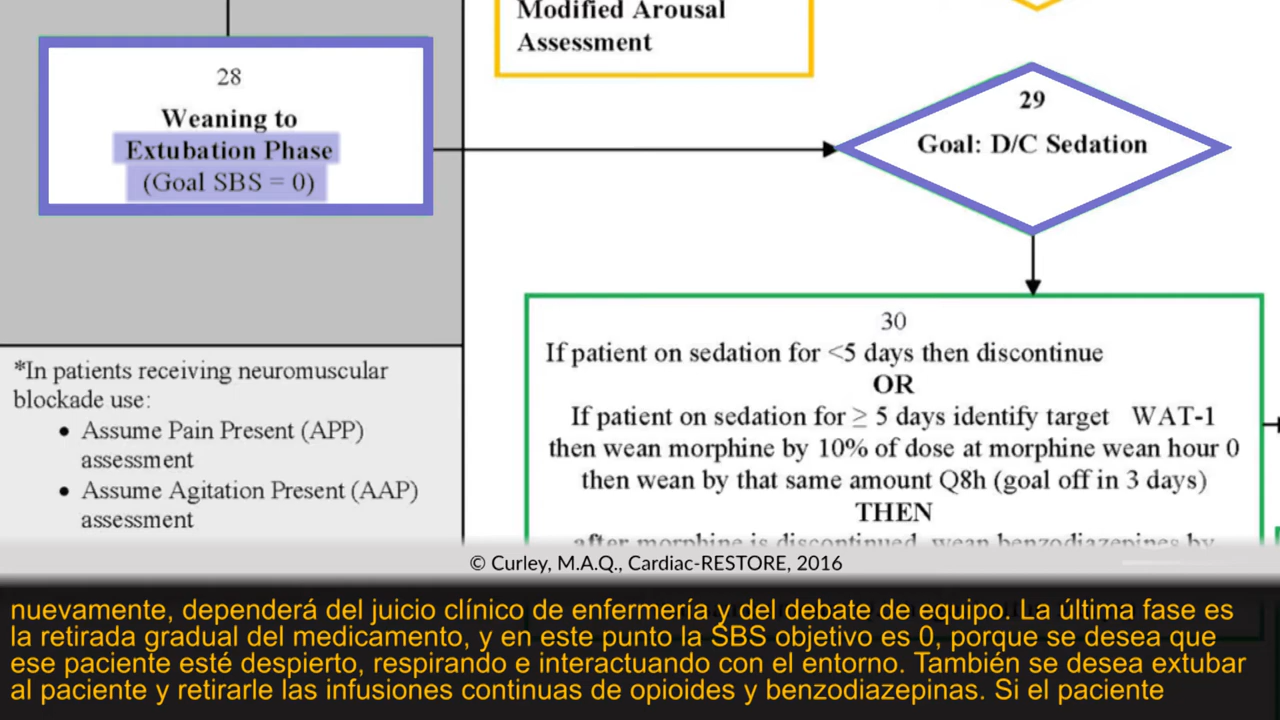 Modified Arousal
Assessment
28
Weaning to
Extubation Phase
(Goal SBS = 0)
29
Goal: D/C Sedation
30
If patient on sedation for <5 days then discontinue
OR
If patient on sedation for ≥ 5 days identify target WAT-1
then wean morphine by 10% of dose at morphine wean hour 0
then wean by that same amount Q8h (goal off in 3 days)
THEN
after morphine is discontinued, wean benzodiazepines by
*In patients receiving neuromuscular
blockade use:
• Assume Pain Present (APP)
assessment
• Assume Agitation Present (AAP)
assessment
© Curley, M.A.Q., Cardiac-RESTORE, 2016
nuevamente, dependerá del juicio clínico de enfermería y del debate de equipo. La última fase es
la retirada gradual del medicamento, y en este punto la SBS objetivo es 0, porque se desea que
ese paciente esté despierto, respirando e interactuando con el entorno. También se desea extubar
al paciente y retirarle las infusiones continuas de opioides y benzodiazepinas. Si el paciente